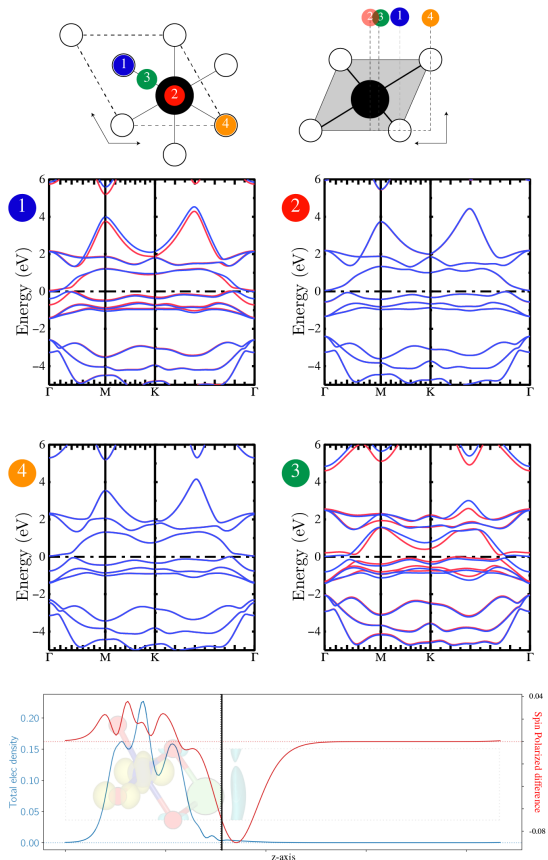 1
3
2
4
2
3
1
4
1
6
4
2
0
−2
−4
Energy (eV)
Γ
M
K
Γ
2
6
4
2
0
−2
−4
Energy (eV)
Γ
M
K
Γ
4
6
4
2
0
−2
−4
Energy (eV)
Γ
M
K
Γ
3
6
4
2
0
−2
−4
Energy (eV)
Γ
M
K
Γ
0.20
0.15
0.10
0.05
0.00
Total elec density
0.04
-0.08
Spin Polarized difference
z-axis